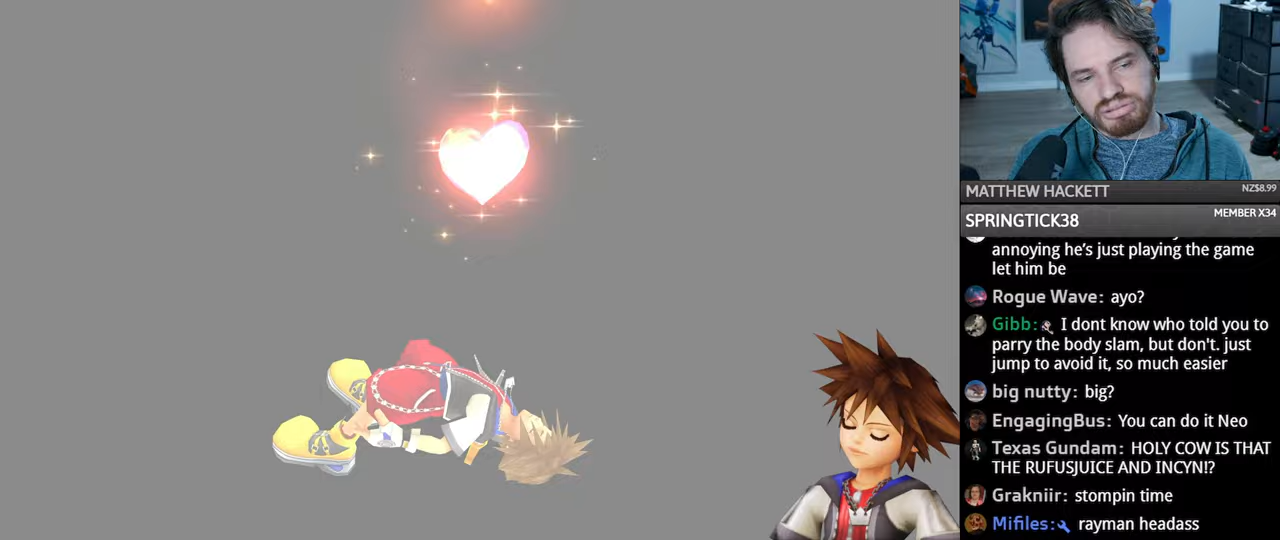 MATTHEW HACKETT
NZ$8.99
SPRINGTICK38
MEMBER X34
annoying he's just playing the game
let him be
Rogue Wave: ayo?
Gibb: I dont know who told you to
parry the body slam, but don't. just
jump to avoid it, so much easier
big nutty: big?
EngagingBus: You can do it Neo
Texas Gundam: HOLY COW IS THAT
THE RUFUSJUICE AND INCYN!?
Grakniir: stompin time
Mifiles: rayman headass